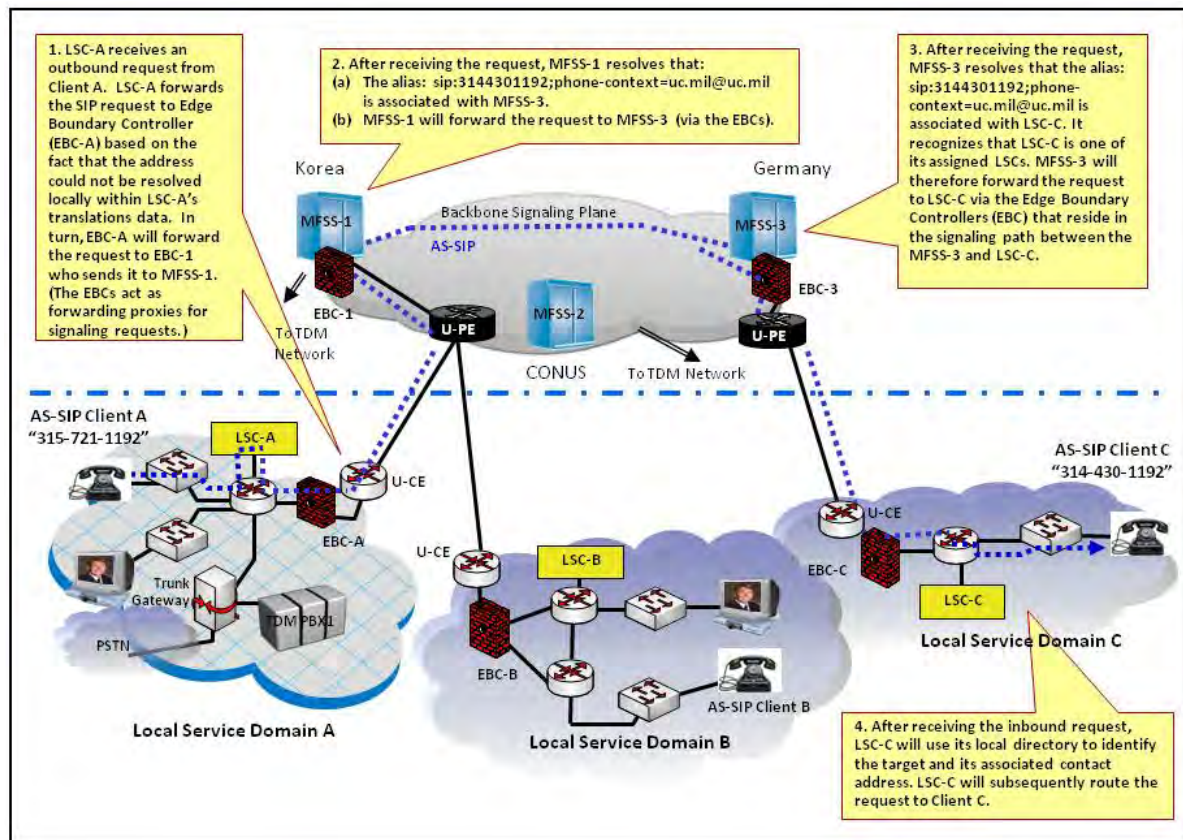 1. LSC-A receives an
outbound request from
Client A. LSC-A forwards
the SIP request to Edge
Boundary Controller
(EBC-A) based on the
fact that the address
could not be resolved
locally within LSC-A's
translations data. In
turn, EBC-A will forward
the request to EBC-1
who sends it to MFSS-1.
(The EBCs act as
forwarding proxies for
signaling requests.)
2. After receiving the request, MFSS-1 resolves that:
(a) The alias: sip:3144301192;phone-context=uc.mil@uc.mil
is associated with MFSS-3.
(b) MFSS-1 will forward the request to MFSS-3 (via the EBCs).
3. After receiving the request,
MFSS-3 resolves that the alias:
sip:3144301192;phone-
context=uc.mil@uc.mil is
associated with LSC-C. It
recognizes that LSC-C is one of
its assigned LSCs. MFSS-3 will
therefore forward the request
to LSC-C via the Edge Boundary
Controllers (EBC) that reside in
the signaling path between the
MFSS-3 and LSC-C.
Korea
Germany
MFSS-1
Backbone Signaling Plane
MFSS-3
AS-SIP
EBC-1
EBC-3
MFSS-2
U-PE
U-PE
To TDM
Network
CONUS
To TDM Network
AS-SIP Client A
"315-721-1192"
LSC-A
U-CE
EBC-A
Trunk
Gateway
TDM PBX1
PSTN
Local Service Domain A
U-CE
LSC-B
EBC-B
AS-SIP Client B
Local Service Domain B
AS-SIP Client C
"314-430-1192"
U-CE
EBC-C
LSC-C
Local Service Domain C
4. After receiving the inbound request,
LSC-C will use its local directory to identify
the target and its associated contact
address. LSC-C will subsequently route the
request to Client C.